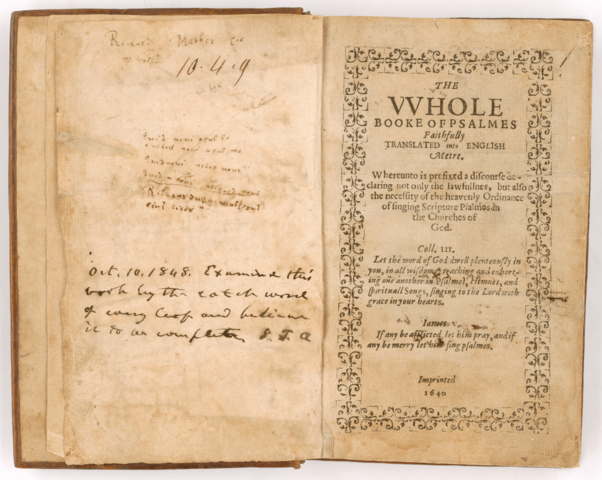 Richard Mather
10.4.9
Oct. 10. 1848. Examined this
work by the catch word
of every leaf and believe
it to be complete. S. J. A
THE
VVHOLE
BOOKE OF PSALMES
Faithfully
TRANSLATED into ENGLISH
Metre.
Whereunto is prefixed a discourse de-
claring not only the lawfullnes, but also
the necessity of the heavenly Ordinance
of singing Scripture Psalmes in
the Churches of
God.
Coll. III.
Let the word of God dwell plenteously in
you, in all wisdome, teaching and exhort-
ing one another in Psalmes, Himnes, and
spirituall Songs, singing to the Lord with
grace in your hearts.
Iames v.
If any be afflicted, let him pray, and if
any be merry let him sing psalmes.
Imprinted
1640